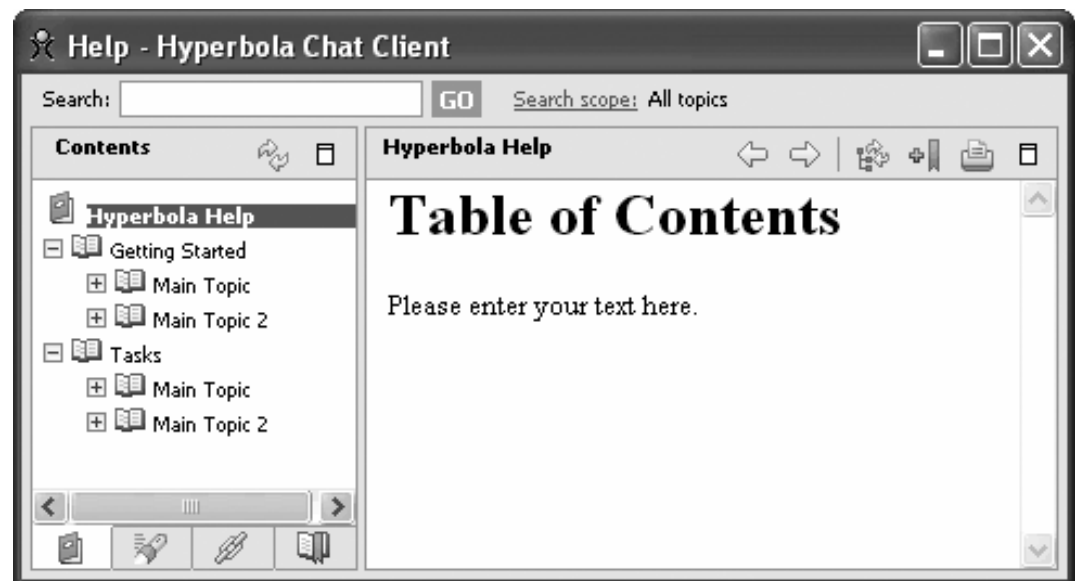 Help - Hyperbola Chat Client
Search: GO Search scope: All topics
Contents
Hyperbola Help
Getting Started
Main Topic
Main Topic 2
Tasks
Main Topic
Main Topic 2
Hyperbola Help
Table of Contents
Please enter your text here.